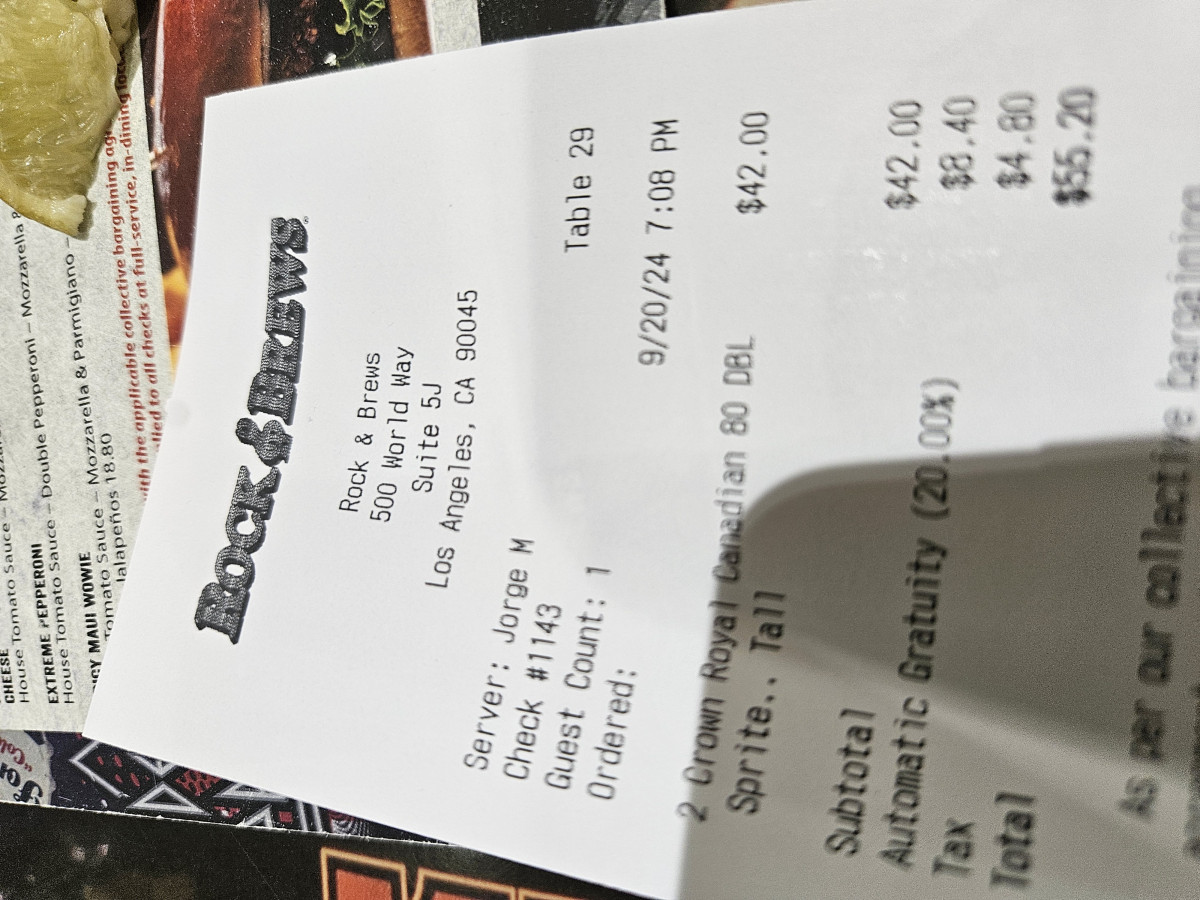 ROCK & BREWS®
Rock & Brews
500 World Way
Suite 5J
Los Angeles, CA 90045
Server: Jorge M
Check #1143 Table 29
Guest Count: 1
Ordered: 9/20/24 7:08 PM
2 Crown Royal Canadian 80 DBL $42.00
Sprite.. Tall
Subtotal $42.00
Automatic Gratuity (20.00%) $8.40
Tax $4.80
Total $55.20
As per our collective bargaining
CHEESE
House Tomato Sauce –
EXTREME PEPPERONI
House Tomato Sauce – Double Pepperoni – Mozzarella &
MAUI WOWIE
Tomato Sauce – Mozzarella & Parmigiano –
Jalapeños 18.80
with the applicable collective bargaining
to all checks at full-service, in-dining